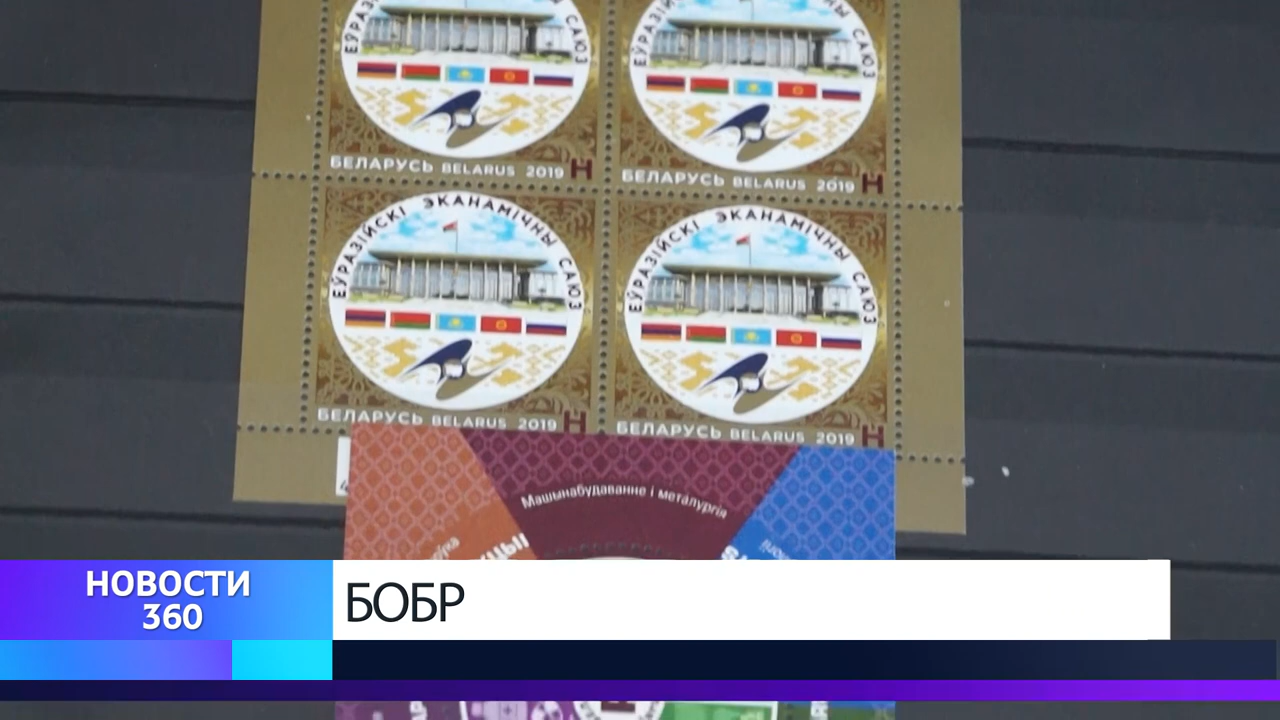 ЕЎРАЗІЙСКІ ЭКАНАМІЧНЫ САЮЗ
ЕЎРАЗІЙСКІ ЭКАНАМІЧНЫ САЮЗ
БЕЛАРУСЬ BELARUS 2019 H
БЕЛАРУСЬ BELARUS 2019 H
ЕЎРАЗІЙСКІ ЭКАНАМІЧНЫ САЮЗ
ЕЎРАЗІЙСКІ ЭКАНАМІЧНЫ САЮЗ
БЕЛАРУСЬ BELARUS 2019 H
БЕЛАРУСЬ BELARUS 2019 H
Машынабудаванне і металургія
НОВОСТИ
360
БОБР